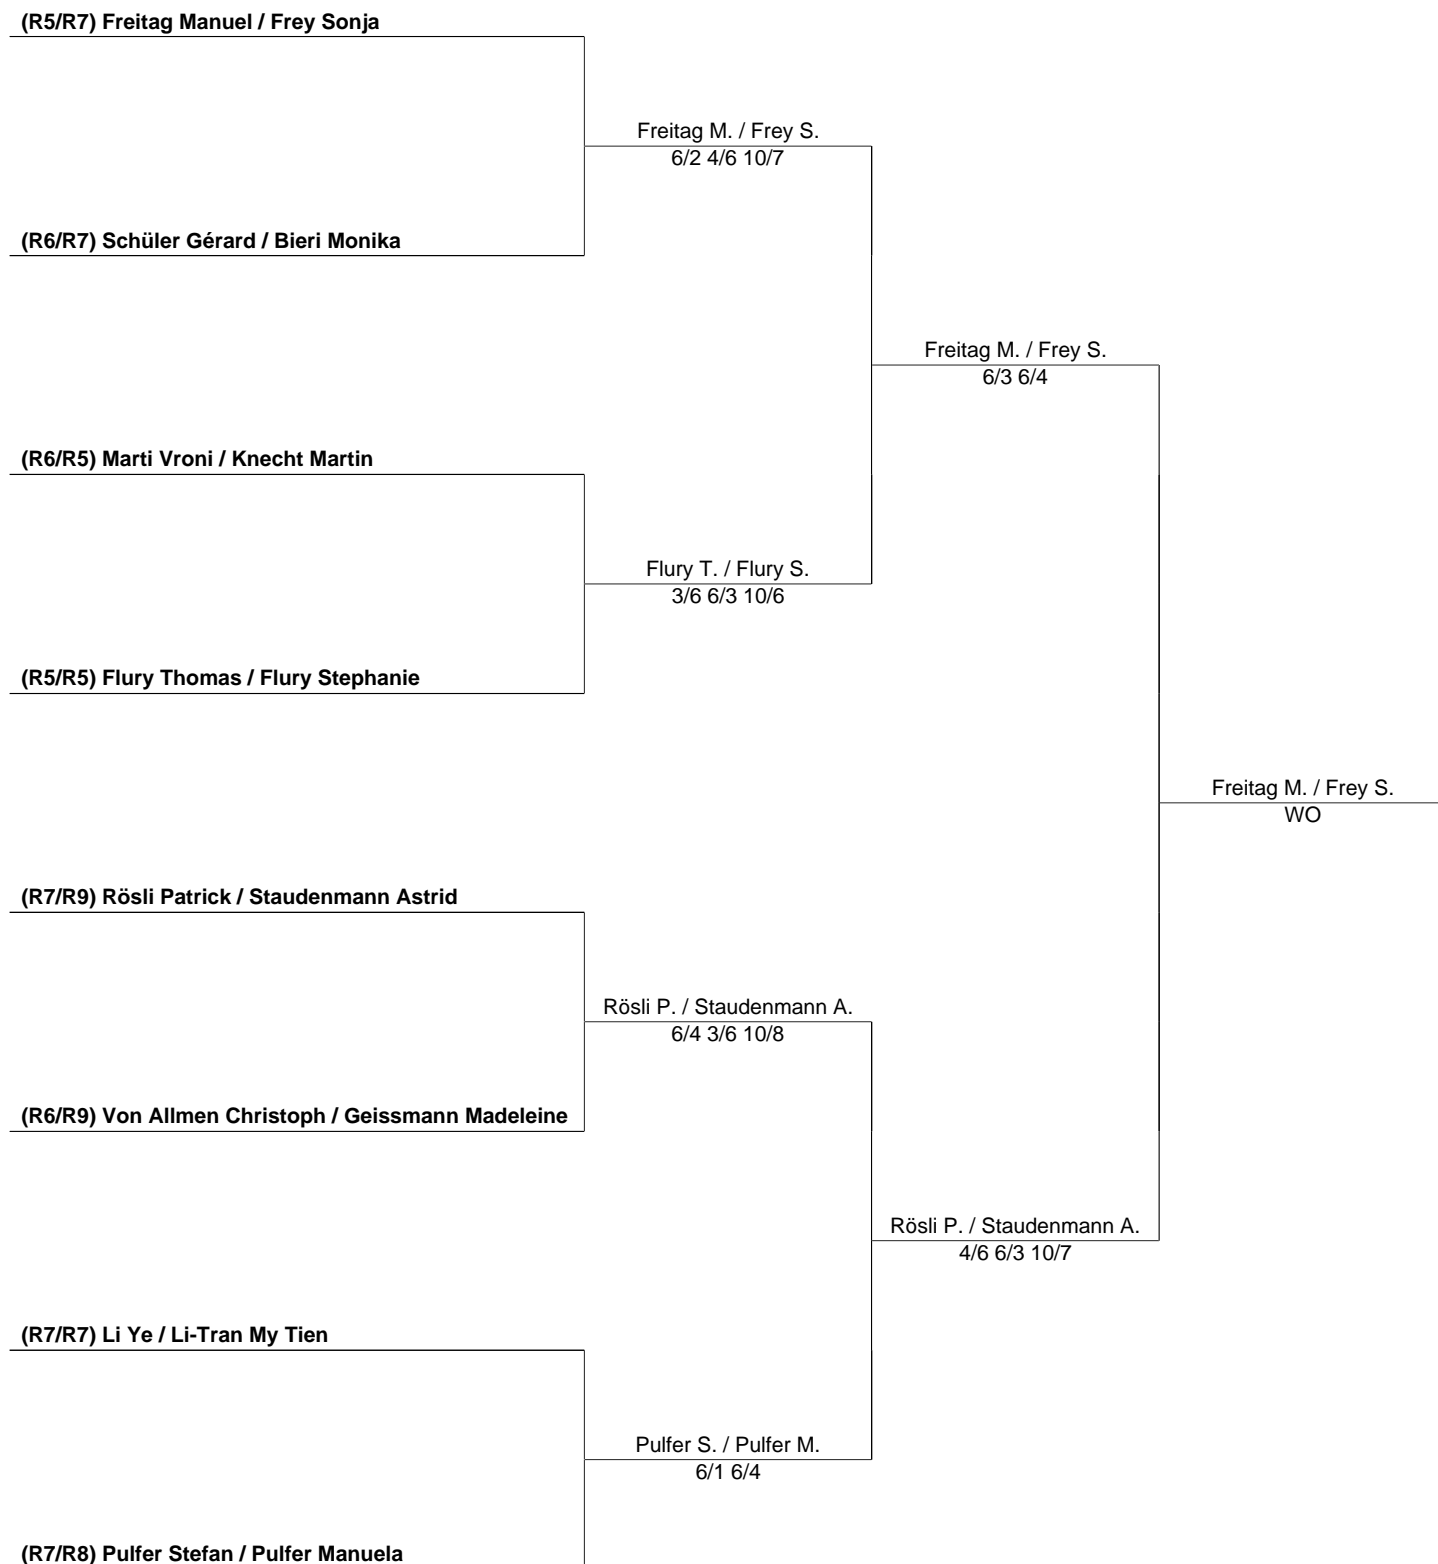 (R5/R7) Freitag Manuel / Frey Sonja
Freitag M. / Frey S.
6/2 4/6 10/7
(R6/R7) Schüler Gérard / Bieri Monika
Freitag M. / Frey S.
6/3 6/4
(R6/R5) Marti Vroni / Knecht Martin
Flury T. / Flury S.
3/6 6/3 10/6
(R5/R5) Flury Thomas / Flury Stephanie
Freitag M. / Frey S.
WO
(R7/R9) Rösli Patrick / Staudenmann Astrid
Rösli P. / Staudenmann A.
6/4 3/6 10/8
(R6/R9) Von Allmen Christoph / Geissmann Madeleine
Rösli P. / Staudenmann A.
4/6 6/3 10/7
(R7/R7) Li Ye / Li-Tran My Tien
Pulfer S. / Pulfer M.
6/1 6/4
(R7/R8) Pulfer Stefan / Pulfer Manuela